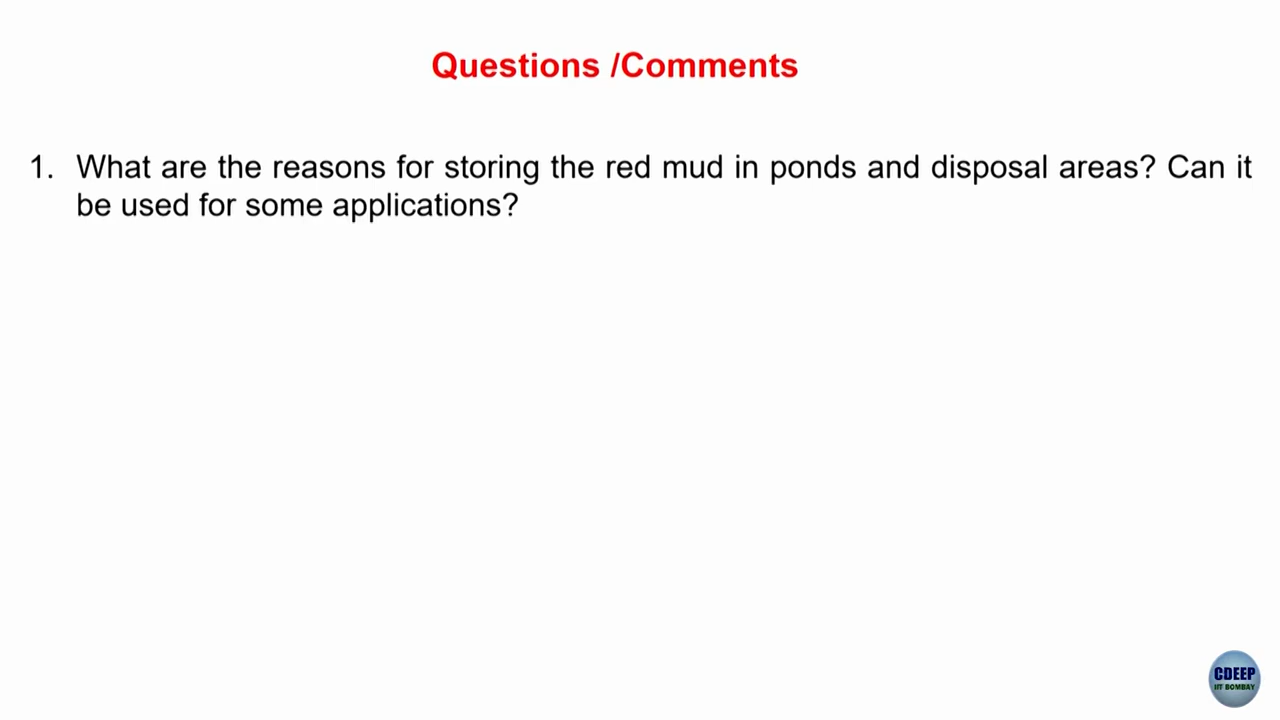 Questions /Comments
1. What are the reasons for storing the red mud in ponds and disposal areas? Can it
be used for some applications?
CDEEP
IIT BOMBAY